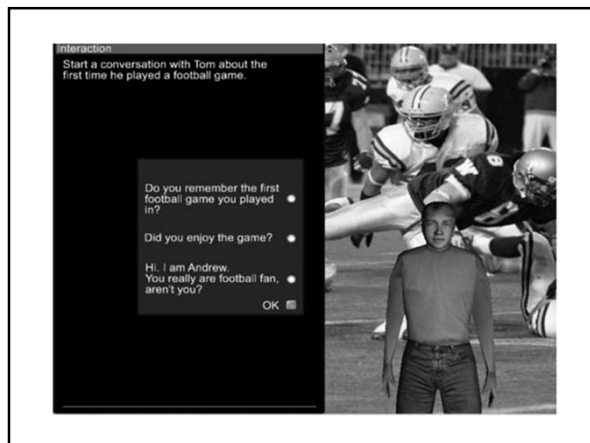 Interaction
Start a conversation with Tom about the
first time he played a football game.
Do you remember the first
football game you played
in?
Did you enjoy the game?
Hi, I am Andrew.
You really are football fan,
aren't you?
OK